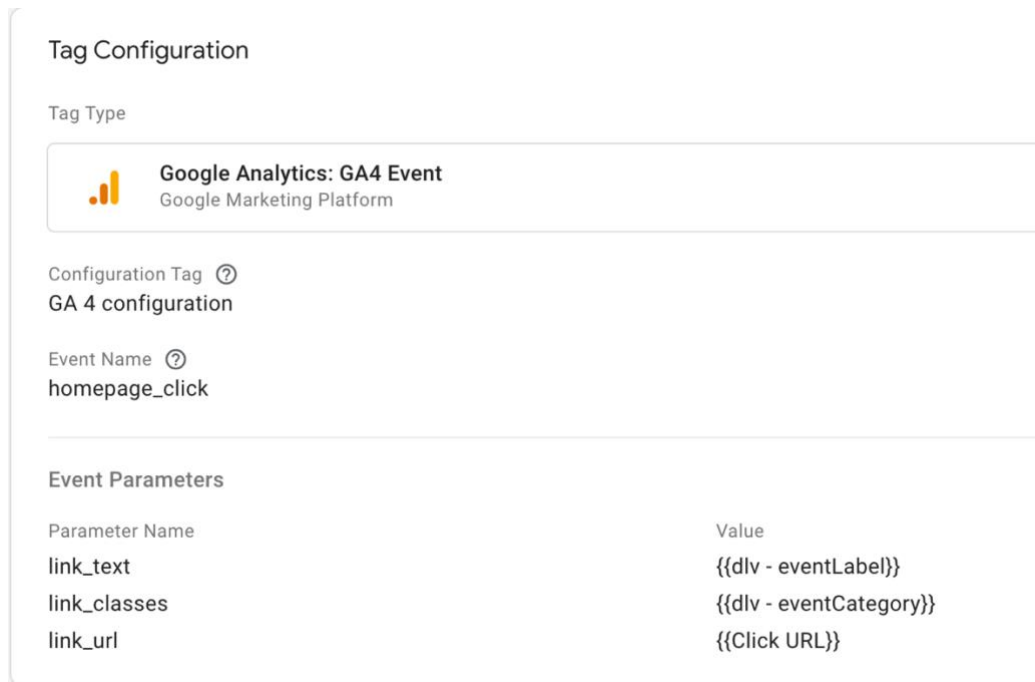 Tag Configuration
Tag Type
Google Analytics: GA4 Event
Google Marketing Platform
Configuration Tag ?
GA 4 configuration
Event Name ?
homepage_click
Event Parameters
Parameter Name Value
link_text {{dlv - eventLabel}}
link_classes {{dlv - eventCategory}}
link_url {{Click URL}}